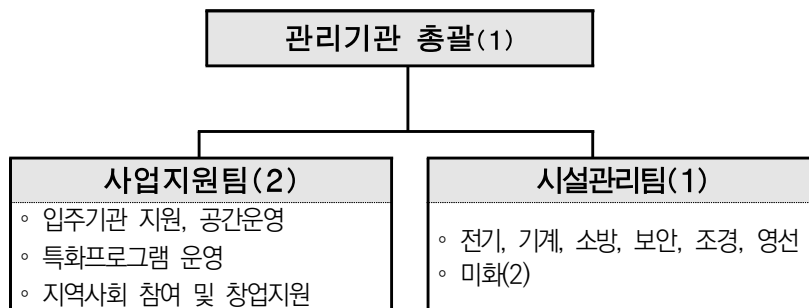 관리기관 총괄(1)
사업지원팀(2)
◦ 입주기관 지원, 공간운영
◦ 특화프로그램 운영
◦ 지역사회 참여 및 창업지원
시설관리팀(1)
◦ 전기, 기계, 소방, 보안, 조경, 영선
◦ 미화(2)